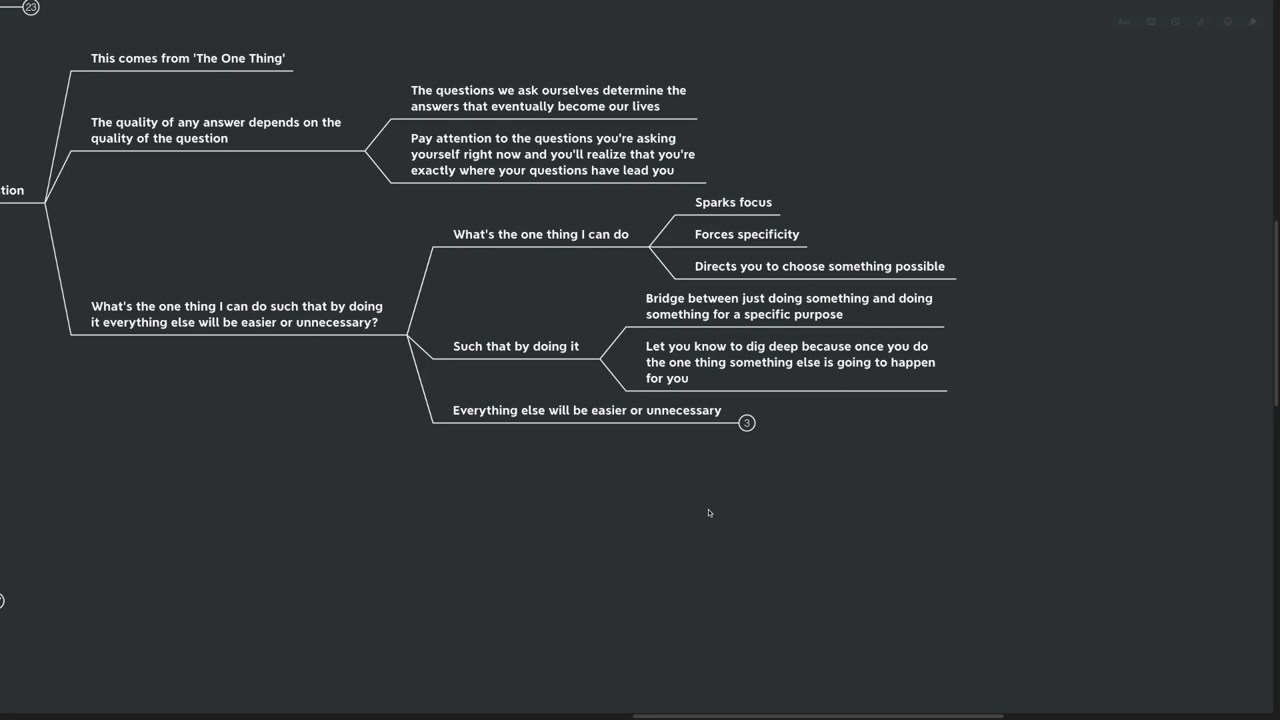 23
This comes from 'The One Thing'
The questions we ask ourselves determine the
answers that eventually become our lives
The quality of any answer depends on the
quality of the question
Pay attention to the questions you're asking
yourself right now and you'll realize that you're
exactly where your questions have lead you
tion
Sparks focus
What's the one thing I can do
Forces specificity
Directs you to choose something possible
What's the one thing I can do such that by doing
it everything else will be easier or unnecessary?
Bridge between just doing something and doing
something for a specific purpose
Such that by doing it
Let you know to dig deep because once you do
the one thing something else is going to happen
for you
Everything else will be easier or unnecessary
3